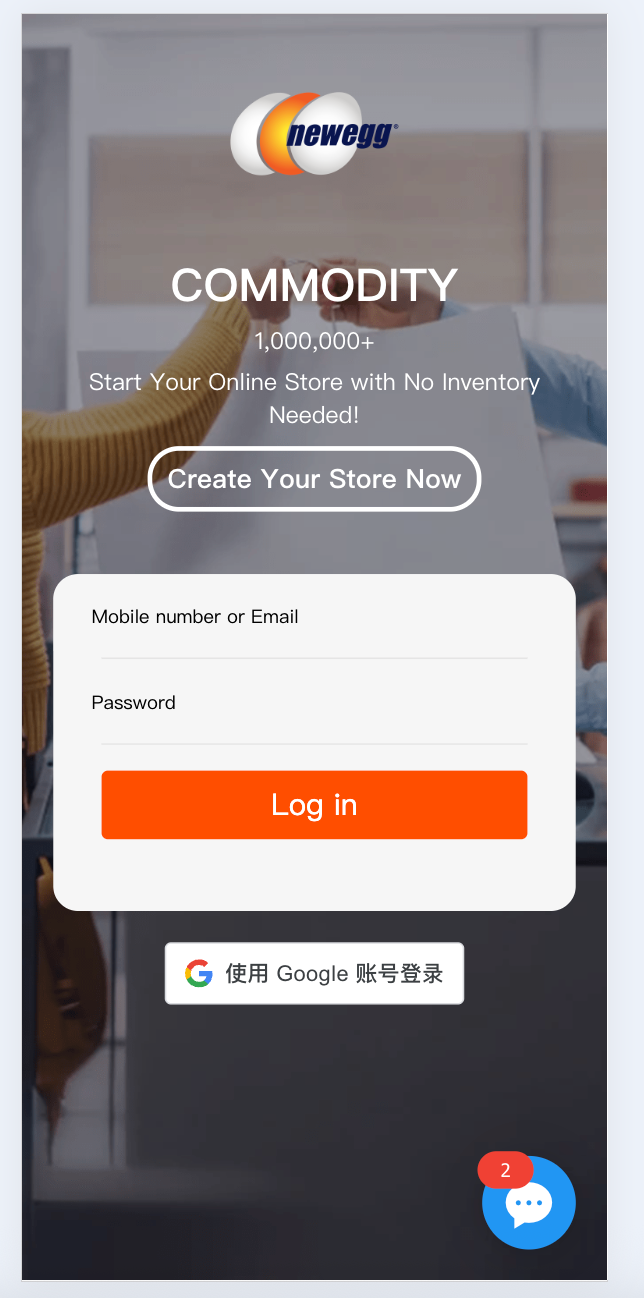 newegg®
COMMODITY
1,000,000+
Start Your Online Store with No Inventory
Needed!
Create Your Store Now
Mobile number or Email
Password
Log in
使用 Google 账号登录
2